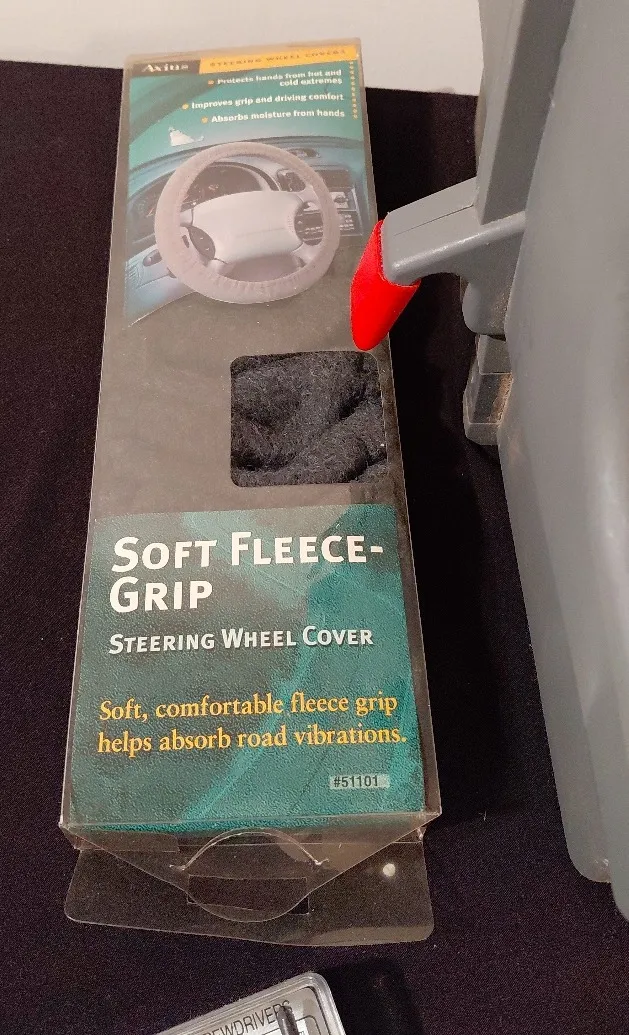 Axius STEERING WHEEL COVERS
Protects hands from hot and
cold extremes
Improves grip and driving comfort
Absorbs moisture from hands
SOFT FLEECE-
GRIP
STEERING WHEEL COVER
Soft, comfortable fleece grip
helps absorb road vibrations.
#51101